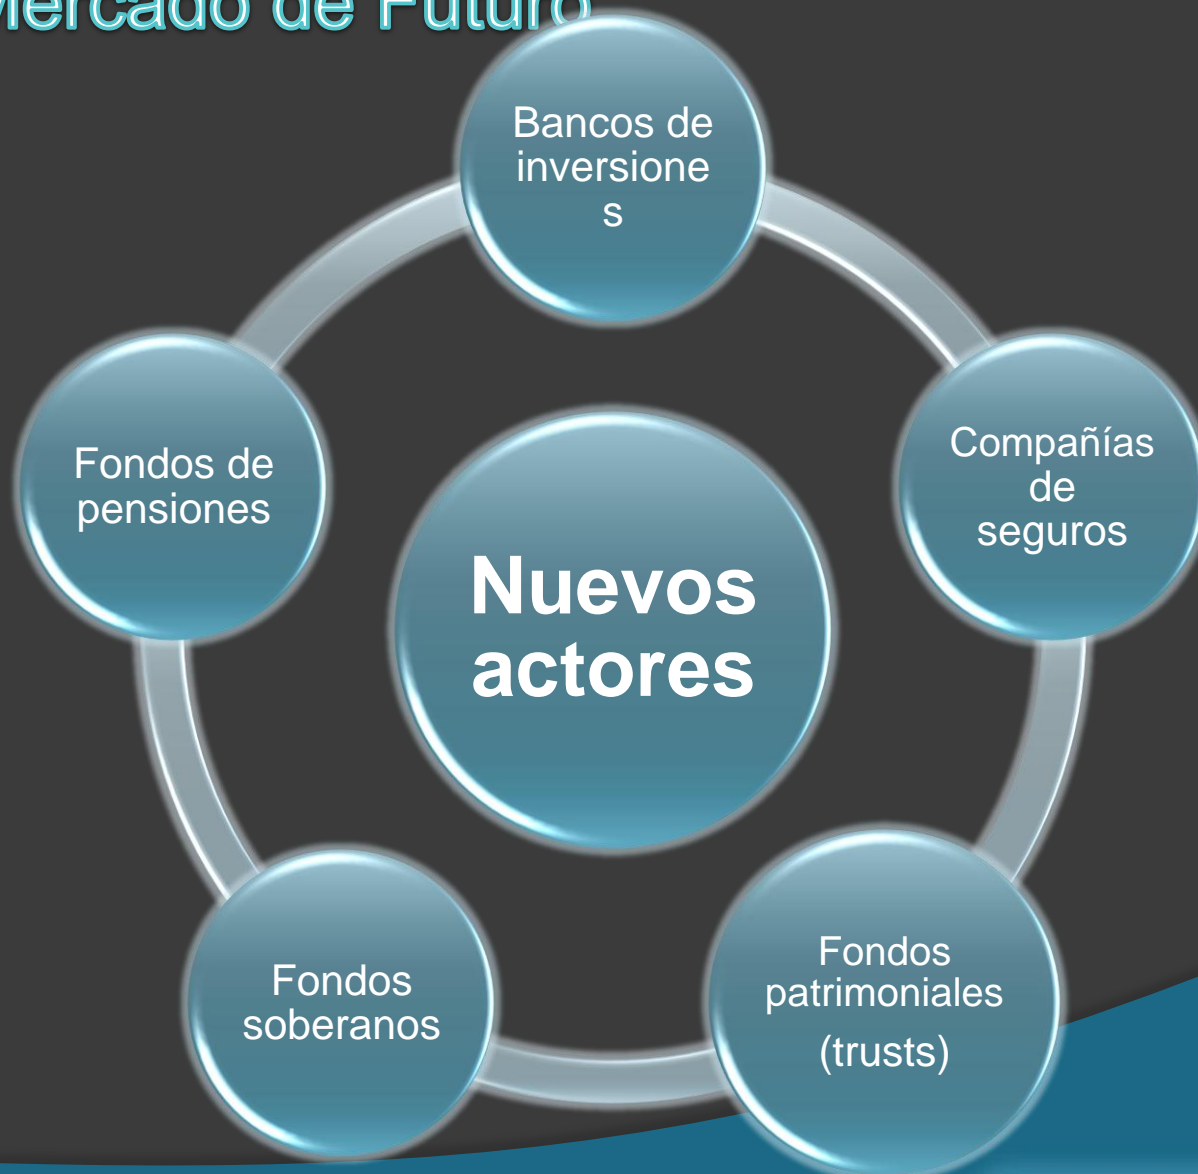 Mercado de Futuro
Bancos de
inversione
s
Compañías
de
seguros
Fondos
patrimoniales
(trusts)
Fondos
soberanos
Fondos de
pensiones
Nuevos
actores